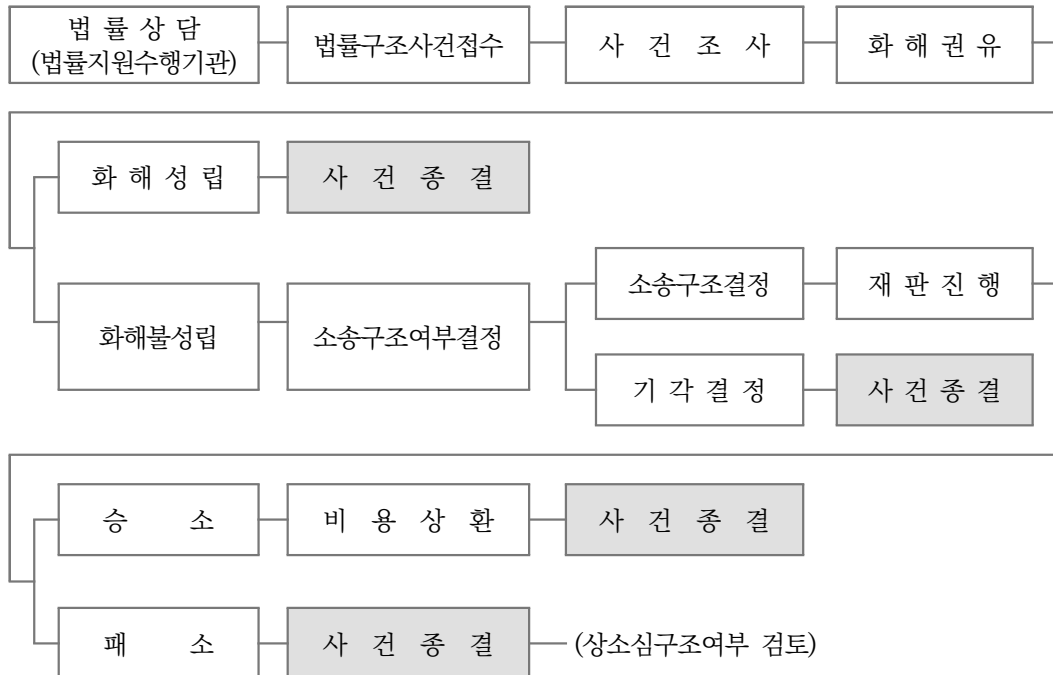 법 률 상 담
(법률지원수행기관)
법률구조사건접수
사 건 조 사
화 해 권 유
화 해 성 립
사 건 종 결
화해불성립
소송구조여부결정
소송구조결정
재 판 진 행
기 각 결 정
사 건 종 결
승 소
비 용 상 환
사 건 종 결
패 소
사 건 종 결
(상소심구조여부 검토)